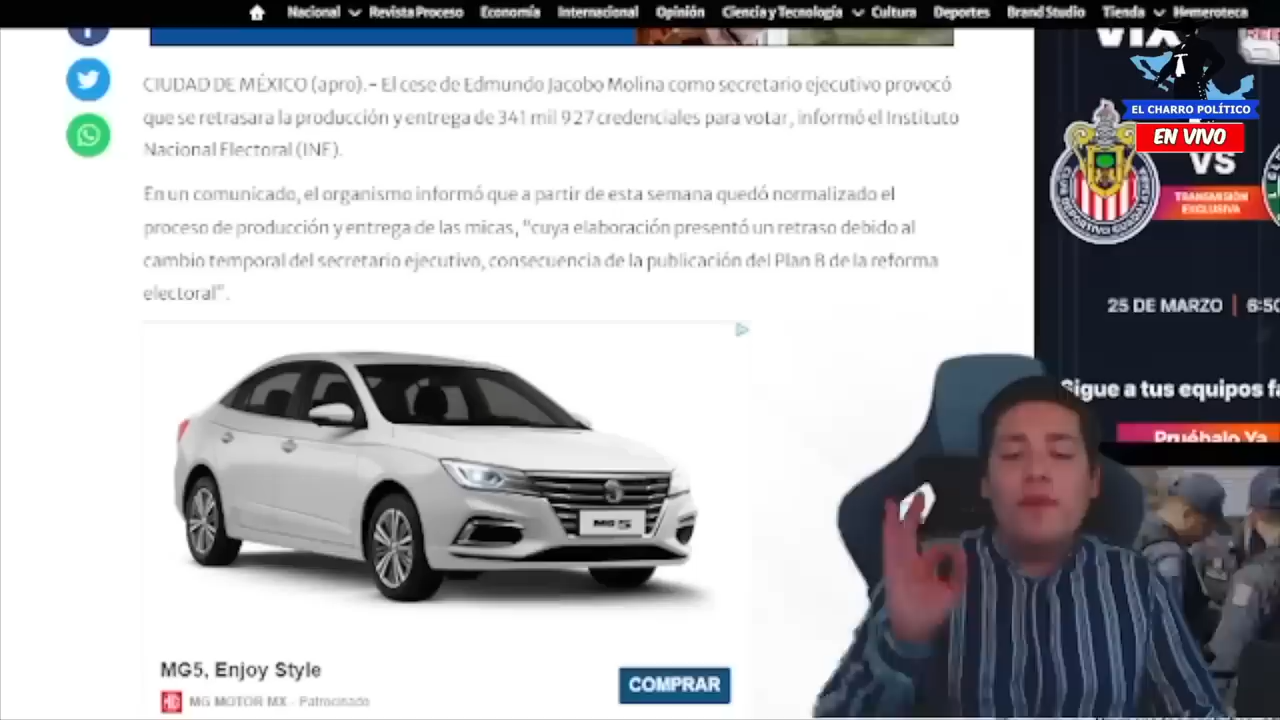 Nacional Revista Proceso Economía Internacional Opinión Ciencia y Tecnología Cultura Deportes Brand Studio Tienda Hemeroteca
CIUDAD DE MÉXICO (apro).- El cese de Edmundo Jacobo Molina como secretario ejecutivo provocó
que se retrasara la producción y entrega de 341 mil 927 credenciales para votar, informó el Instituto
Nacional Electoral (INE).
En un comunicado, el organismo informó que a partir de esta semana quedó normalizado el
proceso de producción y entrega de las micas, "cuya elaboración presentó un retraso debido al
cambio temporal del secretario ejecutivo, consecuencia de la publicación del Plan B de la reforma
electoral".
MG 5
MG5, Enjoy Style
MG MOTOR MX - Patrocinado
COMPRAR
VIX
EL CHARRO POLÍTICO
EN VIVO
VS
TRANSMISIÓN
EXCLUSIVA
25 DE MARZO | 6:50
Sigue a tus equipos fa
Pruébalo Ya